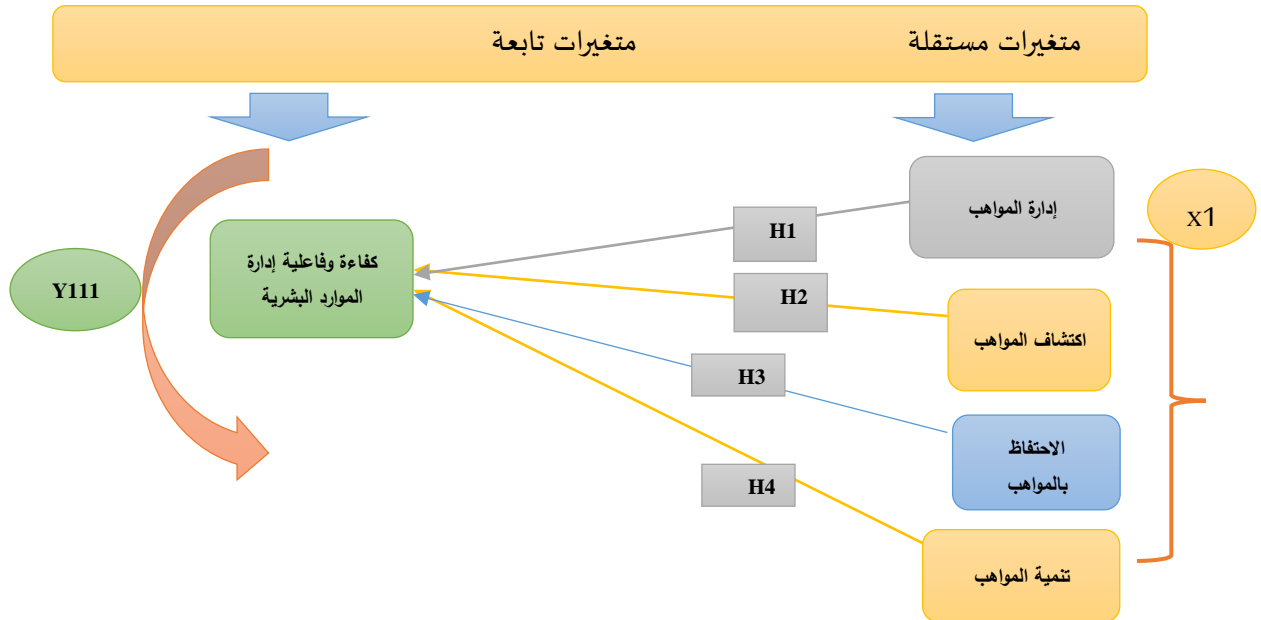 متغيرات مستقلة
متغيرات تابعة
إدارة المواهب
x1
H1
كفاءة وفاعلية إدارة
الموارد البشرية
Y111
H2
اكتشاف المواهب
H3
الاحتفاظ
بالمواهب
H4
تنمية المواهب